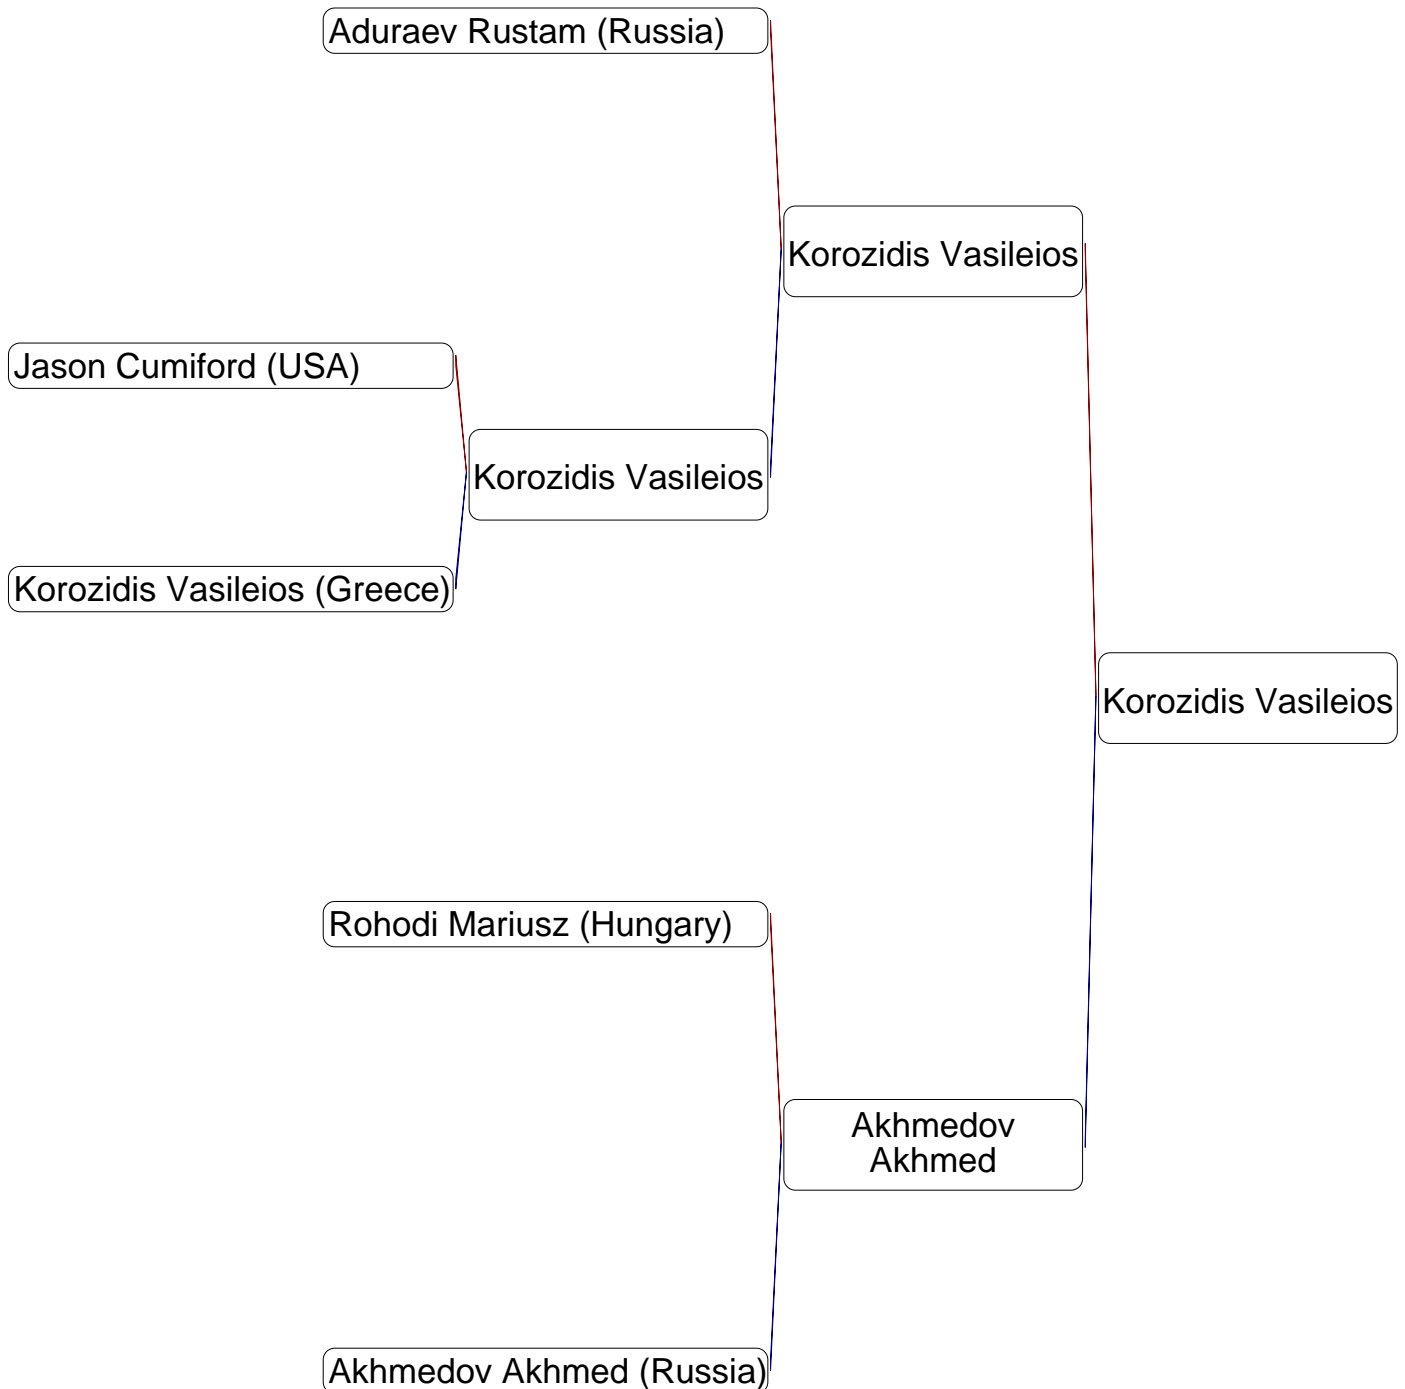 Aduraev Rustam (Russia)
Korozidis Vasileios
Jason Cumiford (USA)
Korozidis Vasileios
Korozidis Vasileios (Greece)
Korozidis Vasileios
Rohodi Mariusz (Hungary)
Akhmedov
Akhmed
Akhmedov Akhmed (Russia)